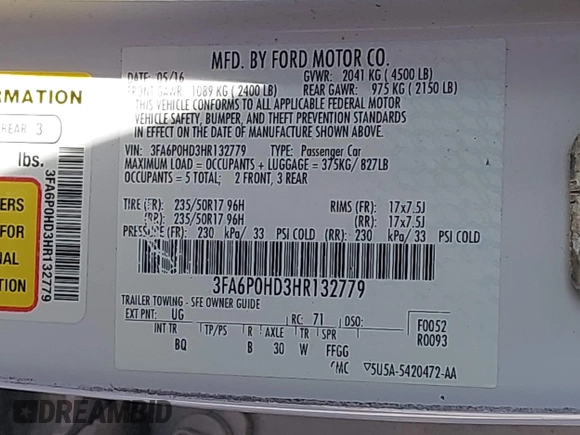 MFD. BY FORD MOTOR CO.
DATE: 05/16 GVWR: 2041 KG (4500 LB)
FRONT GAWR: 1089 KG (2400 LB) REAR GAWR: 975 KG (2150 LB)
THIS VEHICLE CONFORMS TO ALL APPLICABLE FEDERAL MOTOR
VEHICLE SAFETY, BUMPER, AND THEFT PREVENTION STANDARDS
IN EFFECT ON THE DATE OF MANUFACTURE SHOWN ABOVE.
VIN: 3FA6P0HD3HR132779 TYPE: Passenger Car
MAXIMUM LOAD = OCCUPANTS + LUGGAGE = 375KG/ 827LB
OCCUPANTS = 5 TOTAL; 2 FRONT, 3 REAR
TIRE (FR): 235/50R17 96H RIMS (FR): 17x7.5J
(RR): 235/50R17 96H (RR): 17x7.5J
PRESSURE (FR): 230 kPa/ 33 PSI COLD (RR): 230 kPa/ 33 PSI COLD
3FA6P0HD3HR132779
TRAILER TOWING - SEE OWNER GUIDE
EXT PNT: UG RC: 71 DSO:
INT TR TP/PS R AXLE TR SPR
BQ B 30 W FFGG
F0052
R0093
5U5A-5420472-AA
RMATION
REAR 3
lbs.
ERS
FOR
NAL
TION
3FA6P0HD3HR132779
DREAMBID